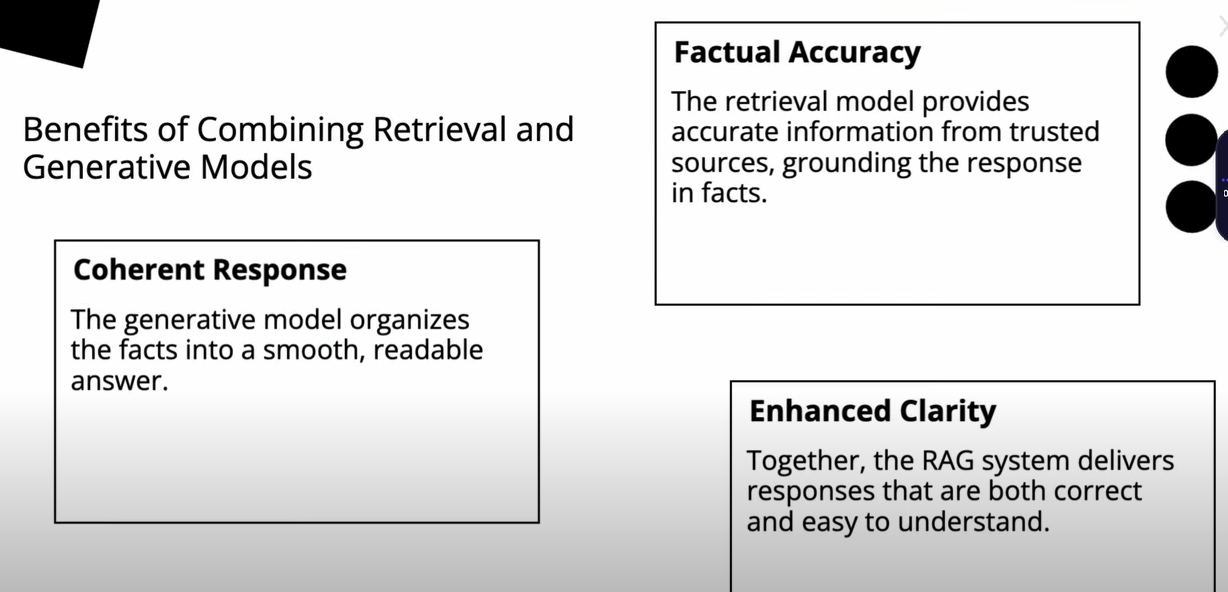 Benefits of Combining Retrieval and
Generative Models
Coherent Response
The generative model organizes
the facts into a smooth, readable
answer.
Factual Accuracy
The retrieval model provides
accurate information from trusted
sources, grounding the response
in facts.
Enhanced Clarity
Together, the RAG system delivers
responses that are both correct
and easy to understand.